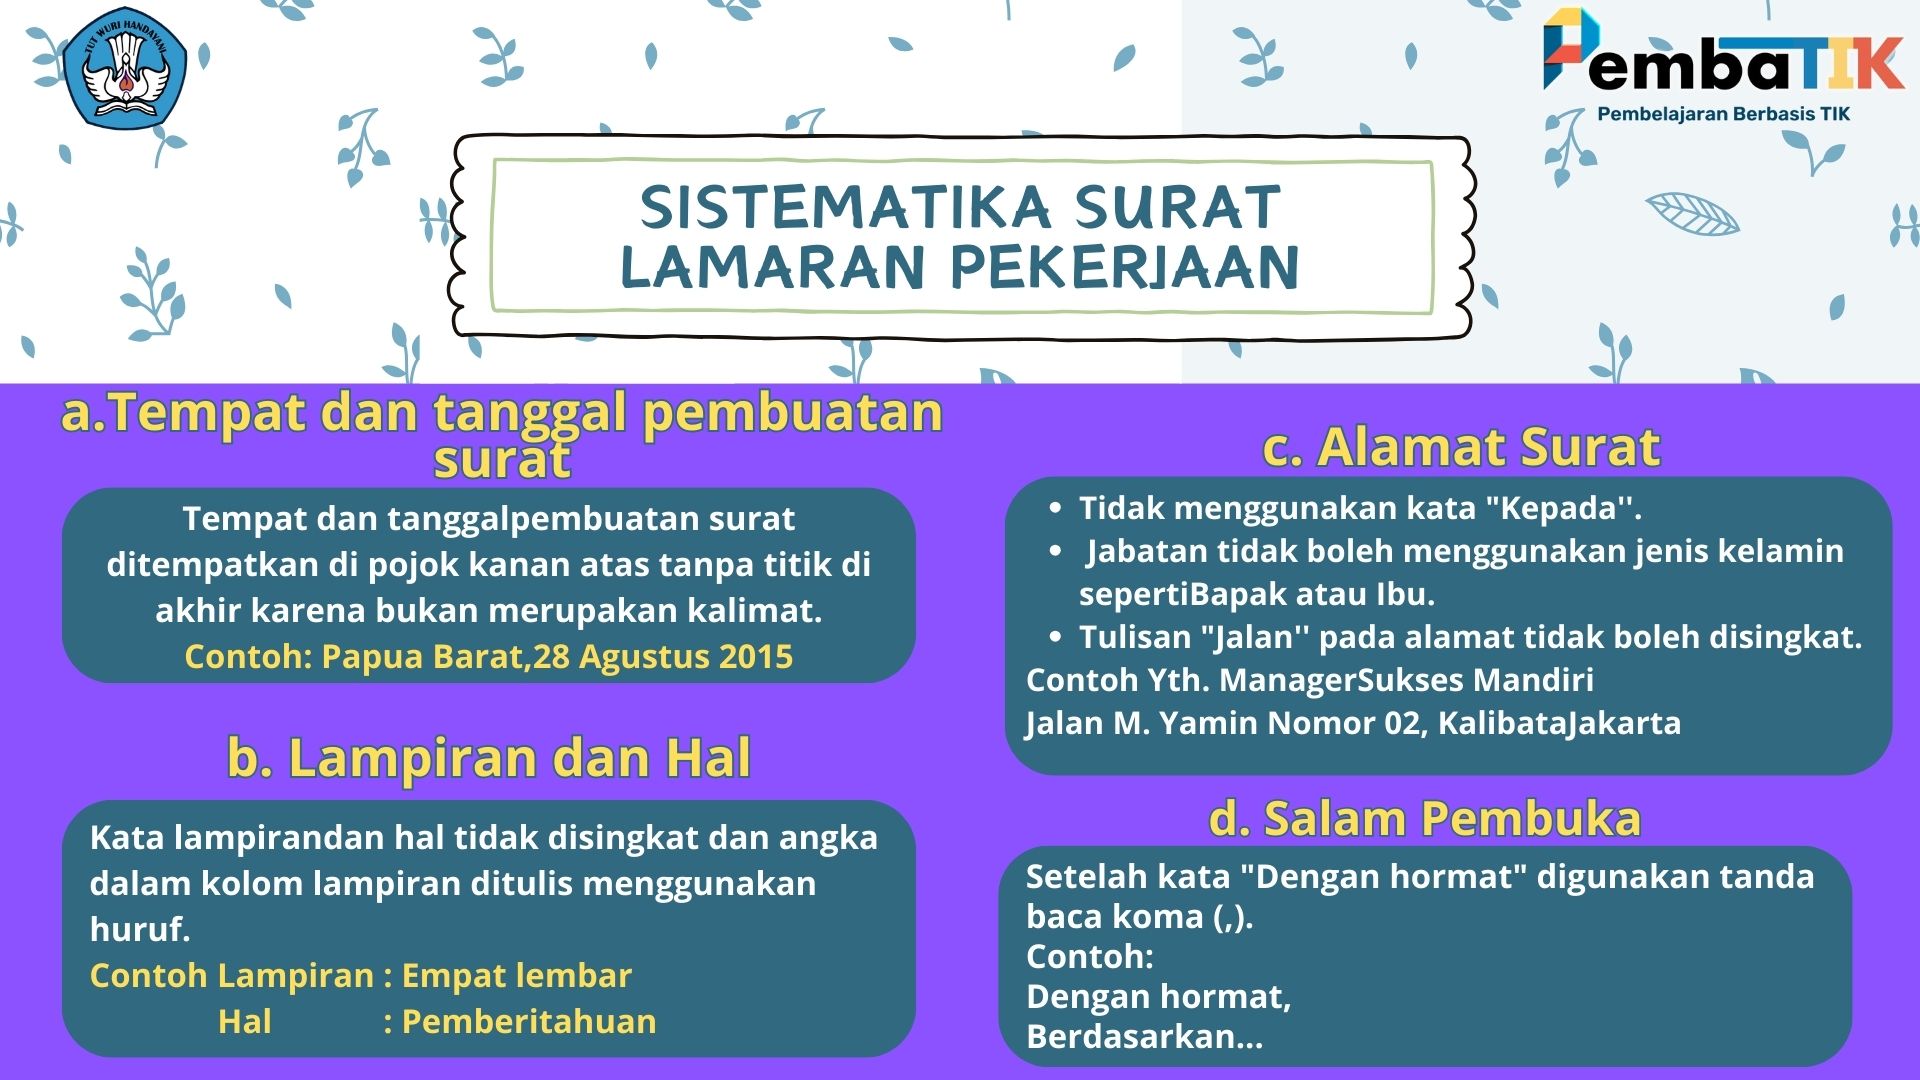 TUT WURI HANDAYANI
PembaTIK
Pembelajaran Berbasis TIK
SISTEMATIKA SURAT
LAMARAN PEKERJAAN
a.Tempat dan tanggal pembuatan
surat
Tempat dan tanggalpembuatan surat
ditempatkan di pojok kanan atas tanpa titik di
akhir karena bukan merupakan kalimat.
Contoh: Papua Barat,28 Agustus 2015
b. Lampiran dan Hal
Kata lampirandan hal tidak disingkat dan angka
dalam kolom lampiran ditulis menggunakan
huruf.
Contoh Lampiran : Empat lembar
Hal : Pemberitahuan
c. Alamat Surat
• Tidak menggunakan kata "Kepada''.
• Jabatan tidak boleh menggunakan jenis kelamin
sepertiBapak atau Ibu.
• Tulisan "Jalan'' pada alamat tidak boleh disingkat.
Contoh Yth. ManagerSukses Mandiri
Jalan M. Yamin Nomor 02, KalibataJakarta
d. Salam Pembuka
Setelah kata "Dengan hormat" digunakan tanda
baca koma (,).
Contoh:
Dengan hormat,
Berdasarkan...